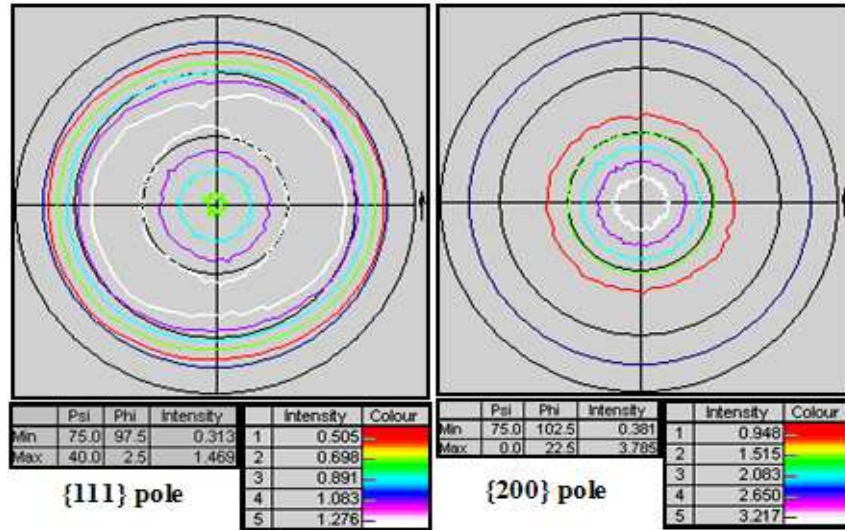 Psi Phi Intensity
Min 75.0 97.5 0.313
Max 40.0 2.5 1.469
Intensity Colour
1 0.505
2 0.698
3 0.891
4 1.083
5 1.276
{111} pole
Psi Phi Intensity
Min 75.0 102.5 0.381
Max 0.0 22.5 3.785
Intensity Colour
1 0.948
2 1.515
3 2.083
4 2.650
5 3.217
{200} pole